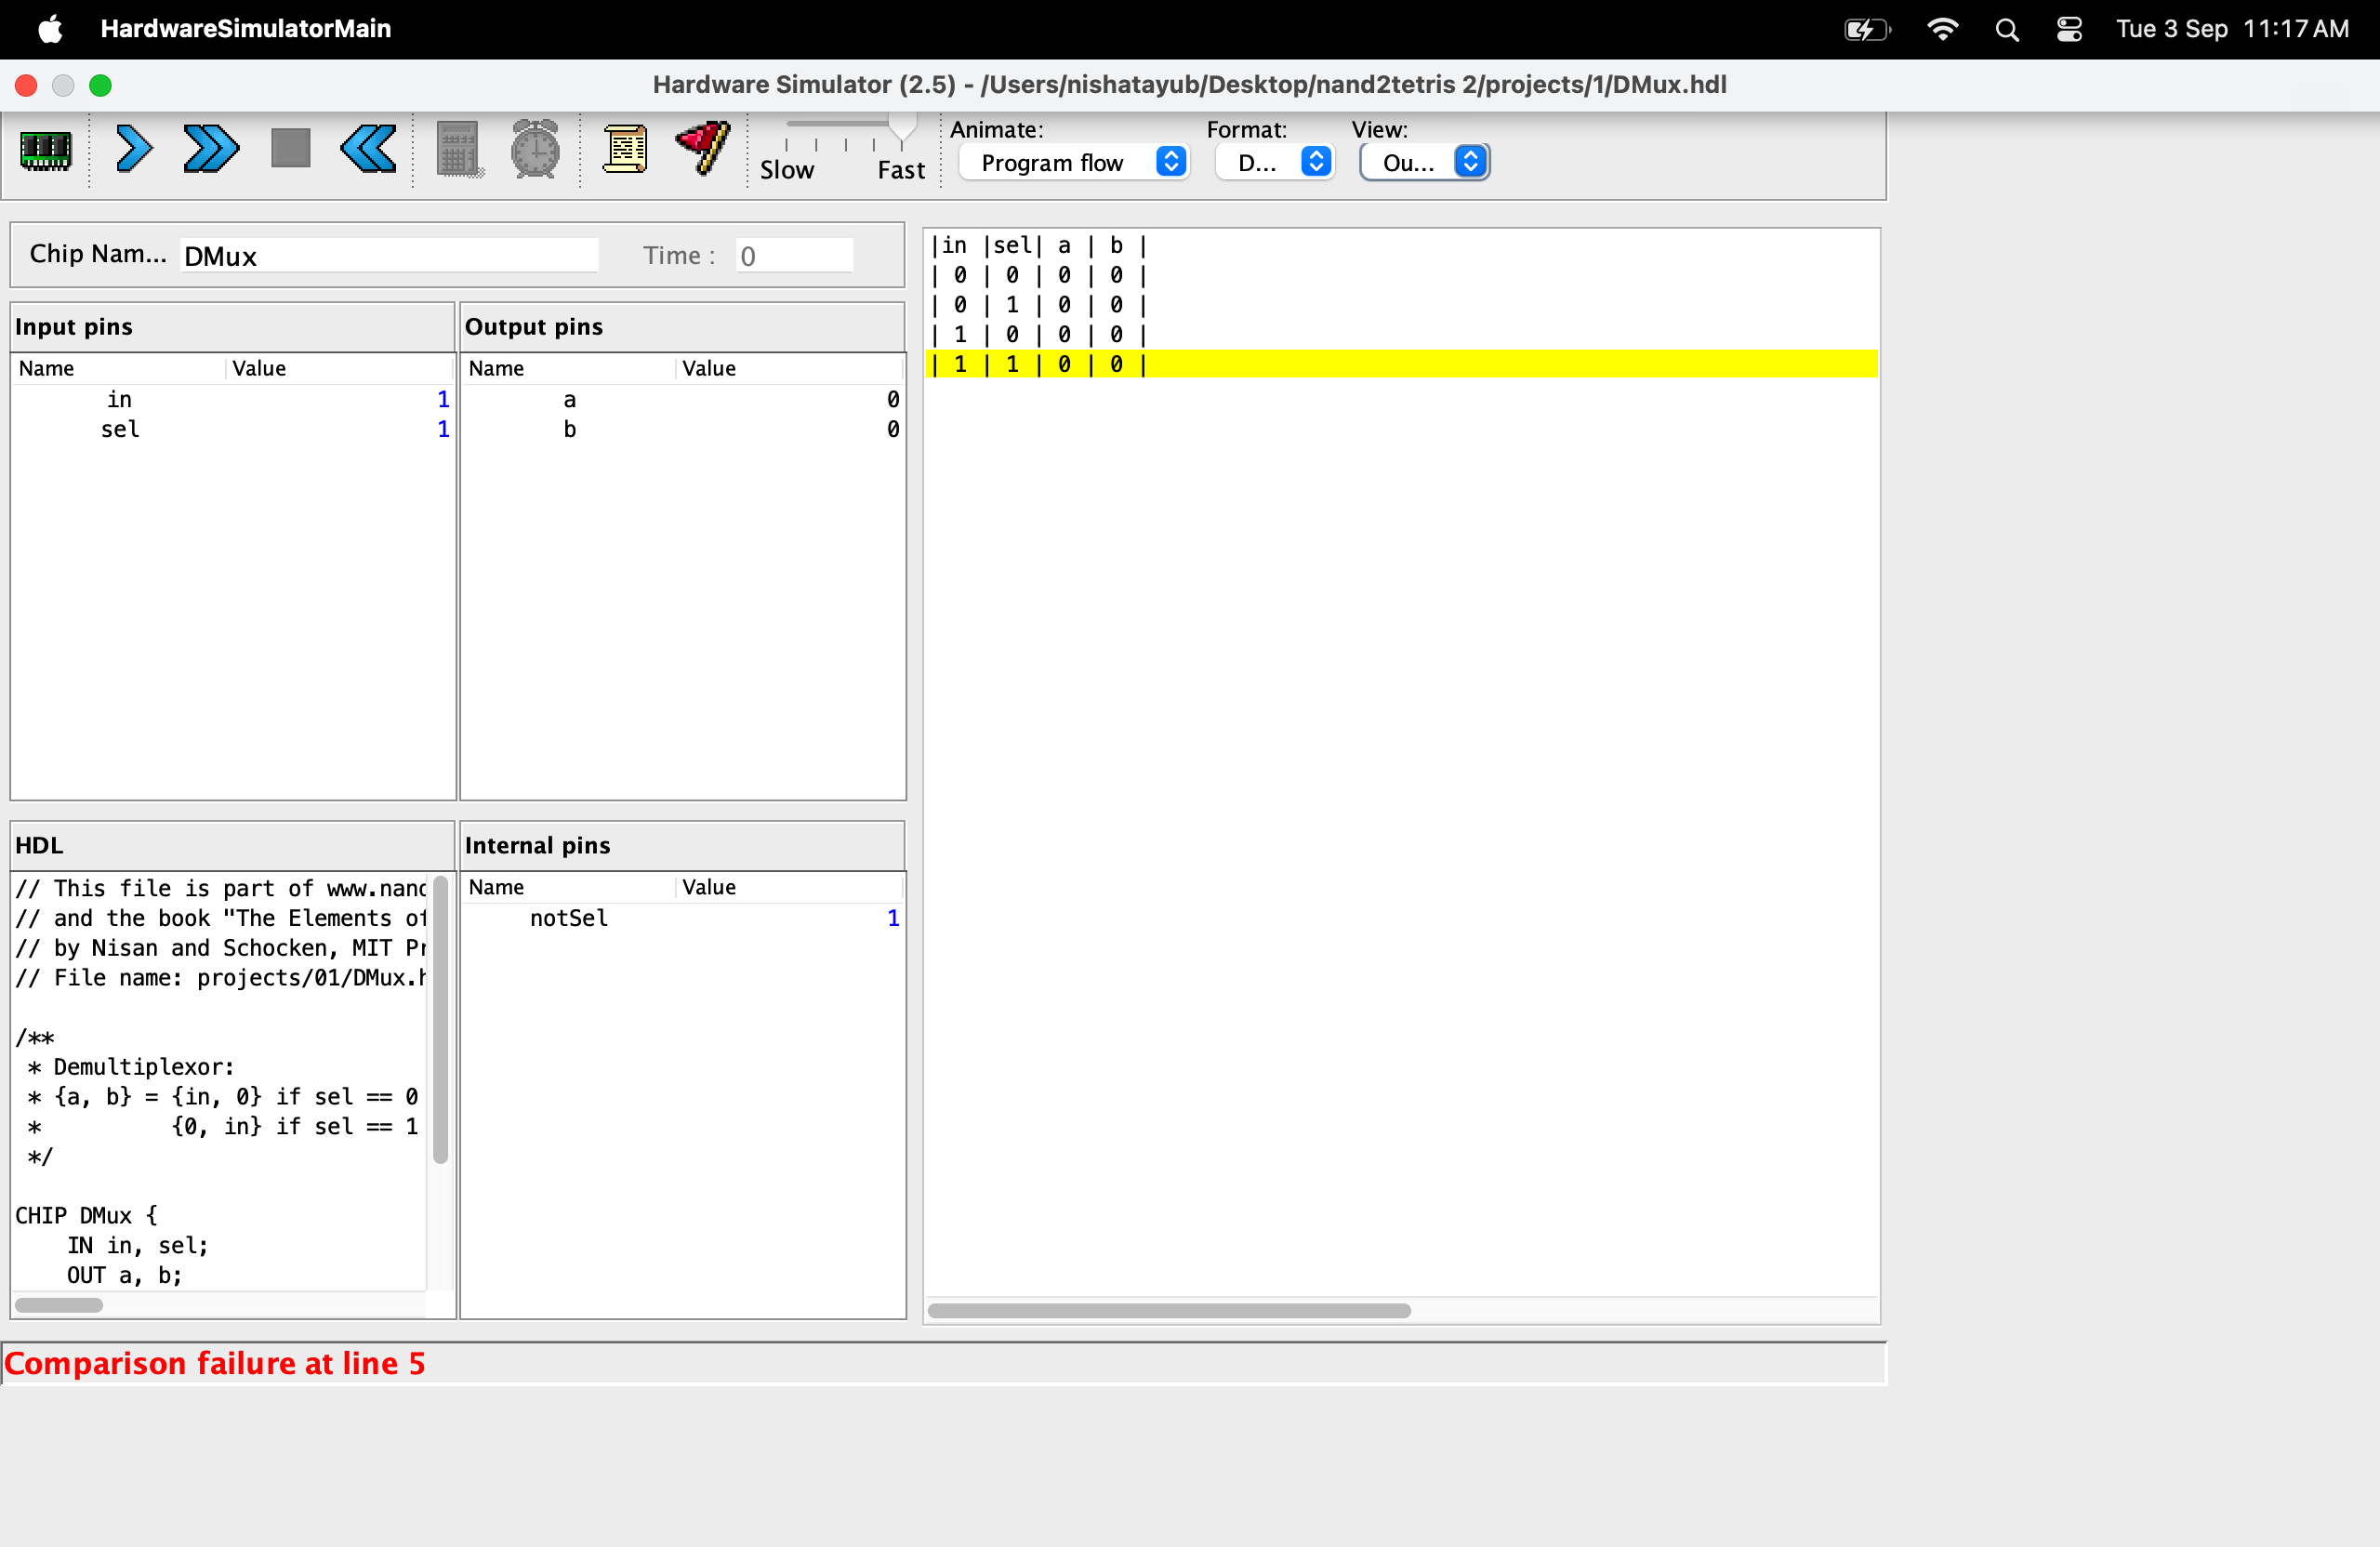 HardwareSimulatorMain
Tue 3 Sep 11:17 AM
Hardware Simulator (2.5) - /Users/nishatayub/Desktop/nand2tetris 2/projects/1/DMux.hdl
Slow Fast
Animate: Format: View:
Program flow D... Ou...
Chip Nam... DMux Time : 0
Input pins
Name Value
in 1
sel 1
Output pins
Name Value
a 0
b 0
|in |sel| a | b |
| 0 | 0 | 0 | 0 |
| 0 | 1 | 0 | 0 |
| 1 | 0 | 0 | 0 |
| 1 | 1 | 0 | 0 |
HDL
// This file is part of www.nand
// and the book "The Elements of
// by Nisan and Schocken, MIT Pr
// File name: projects/01/DMux.h
/**
* Demultiplexor:
* {a, b} = {in, 0} if sel == 0
* {0, in} if sel == 1
*/
CHIP DMux {
IN in, sel;
OUT a, b;
Internal pins
Name Value
notSel 1
Comparison failure at line 5